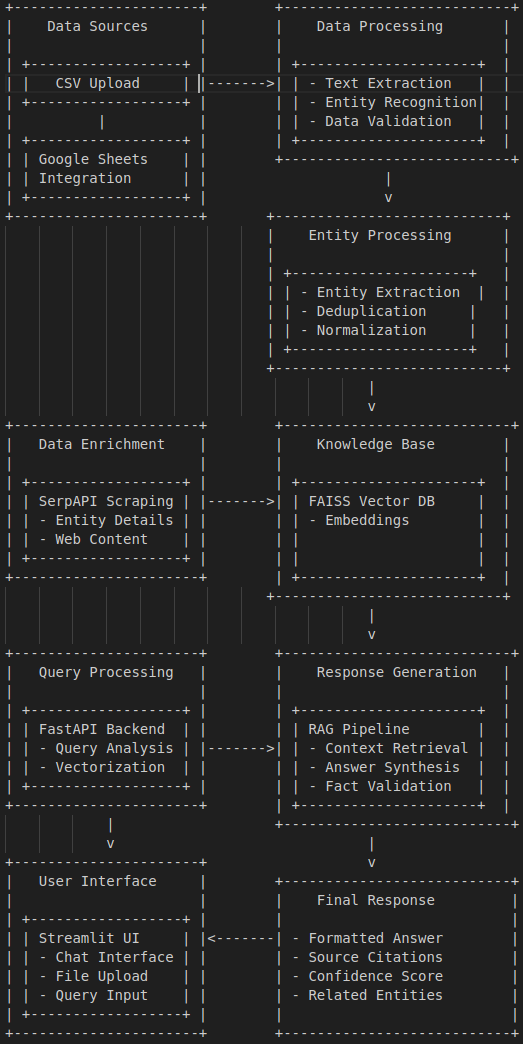 Data Sources
CSV Upload
Google Sheets
Integration
Data Processing
- Text Extraction
- Entity Recognition
- Data Validation
v
Entity Processing
- Entity Extraction
- Deduplication
- Normalization
v
Data Enrichment
SerpAPI Scraping
- Entity Details
- Web Content
Knowledge Base
FAISS Vector DB
- Embeddings
v
Query Processing
FastAPI Backend
- Query Analysis
- Vectorization
v
Response Generation
RAG Pipeline
- Context Retrieval
- Answer Synthesis
- Fact Validation
v
User Interface
Streamlit UI
- Chat Interface
- File Upload
- Query Input
Final Response
- Formatted Answer
- Source Citations
- Confidence Score
- Related Entities